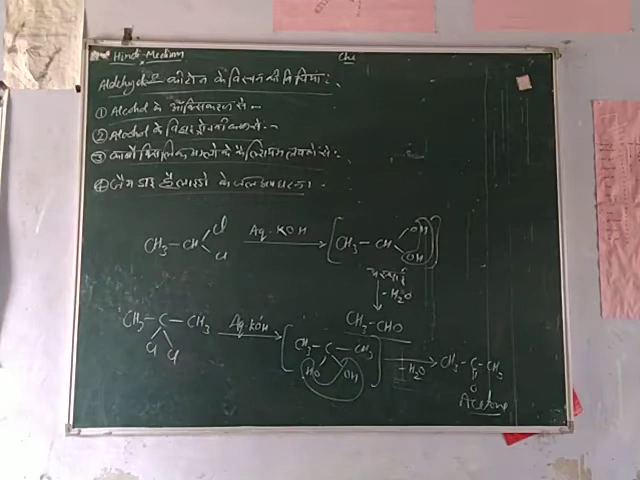 Hindi-Medium
Che
Aldehyde कीटोन के विरचन की विधियां :
① Alcohol के ऑक्सिकरण से -
② Alcohol के विहाइड्रोजनीकरण से -
③ कार्बोक्सिलिक अम्लों के कैल्सियम लवणों से :-
④ जैम डाई हैलाइडो के जल अपघटन
CH₃-CH
Cl
Cl
Aq. KOH
CH₃-CH
OH
OH
अस्थाई
-H₂O
CH₃-CHO
CH₃-C-CH₃
Cl Cl
Aq. KOH
CH₃-C-CH₃
HO OH
-H₂O
CH₃-C-CH₃
O
Acetone